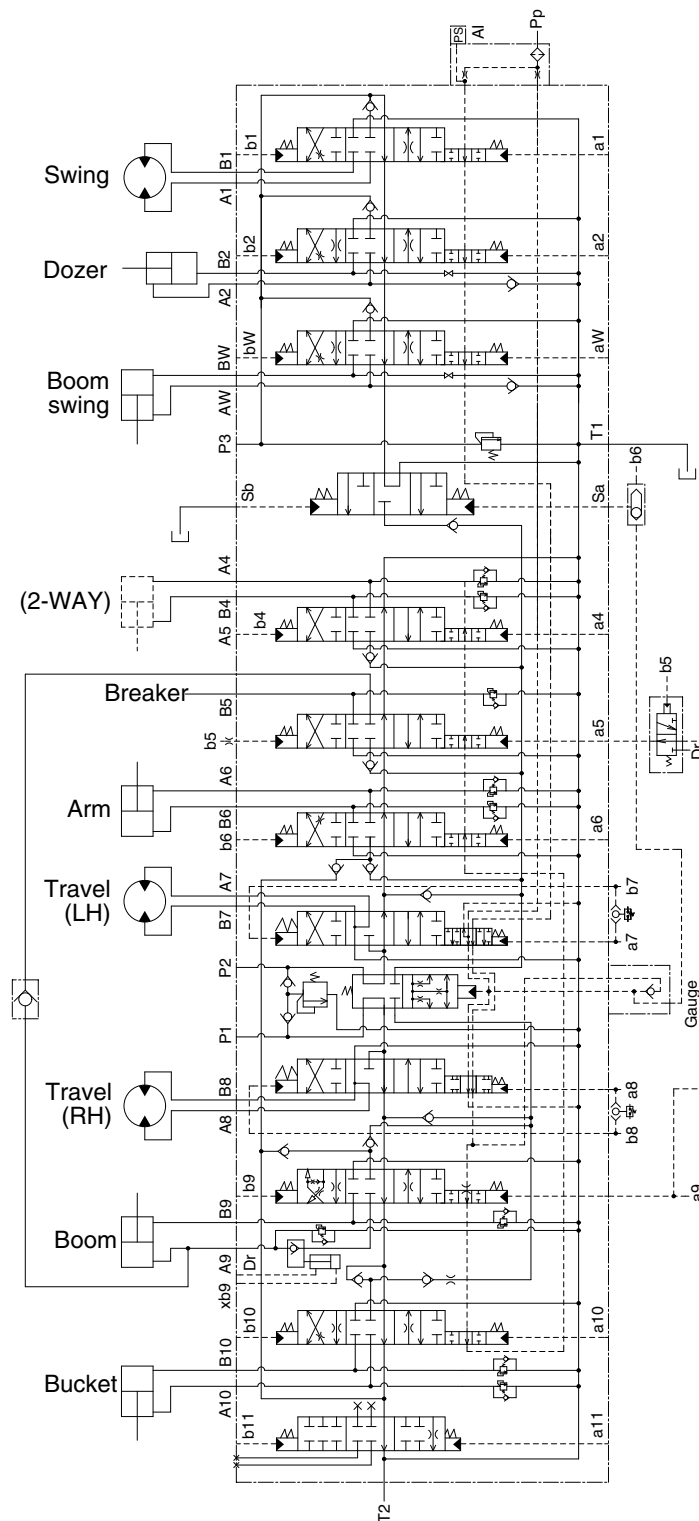 Pp
PS
AI
Swing
B1
b1
a1
A1
Dozer
B2
b2
a2
A2
Boom
swing
BW
bW
aW
AW
P3
T1
Sb
Sa
b6
(2-WAY)
A4
B4
b4
a4
A5
Breaker
B5
b5
b5
a5
Dr
Arm
A6
B6
b6
a6
Travel
(LH)
A7
B7
b7
a7
P2
P1
Gauge
Travel
(RH)
B8
A8
a8
b8
b9
B9
a9
Boom
A9
Dr
xb9
b10
a10
B10
Bucket
A10
b11
a11
T2